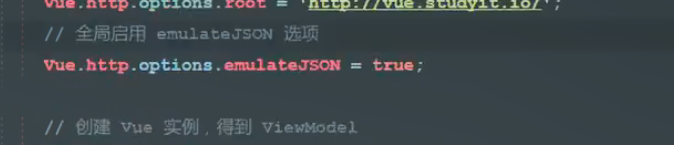 Vue.http.options.root = 'http://vue.studyit.io/';
// 全局启用 emulateJSON 选项
Vue.http.options.emulateJSON = true;
// 创建 Vue 实例，得到 ViewModel